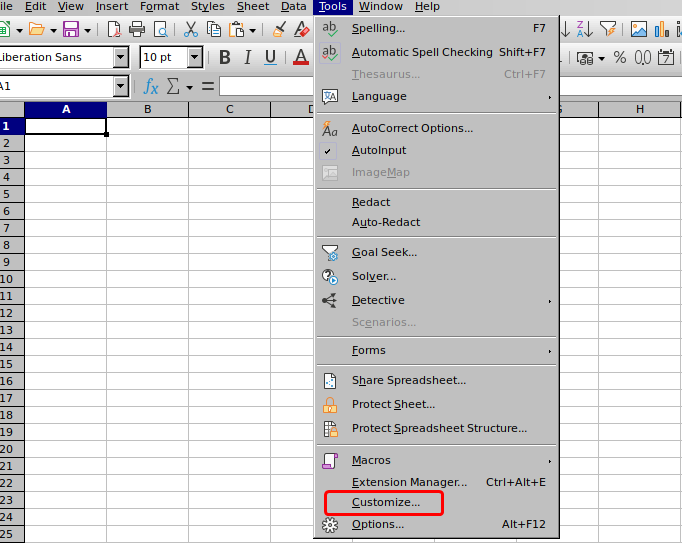 ile Edit View Insert Format Styles Sheet Data Tools Window Help
iberation Sans 10 pt B I U A % 0,0
A1 fx Σ =
A B C D G H
1
2
3
4
5
6
7
8
9
10
11
12
13
14
15
16
17
18
19
20
21
22
23
24
25
Spelling... F7
Automatic Spell Checking Shift+F7
Thesaurus... Ctrl+F7
Language
AutoCorrect Options...
AutoInput
ImageMap
Redact
Auto-Redact
Goal Seek...
Solver...
Detective
Scenarios...
Forms
Share Spreadsheet...
Protect Sheet...
Protect Spreadsheet Structure...
Macros
Extension Manager... Ctrl+Alt+E
Customize...
Options... Alt+F12